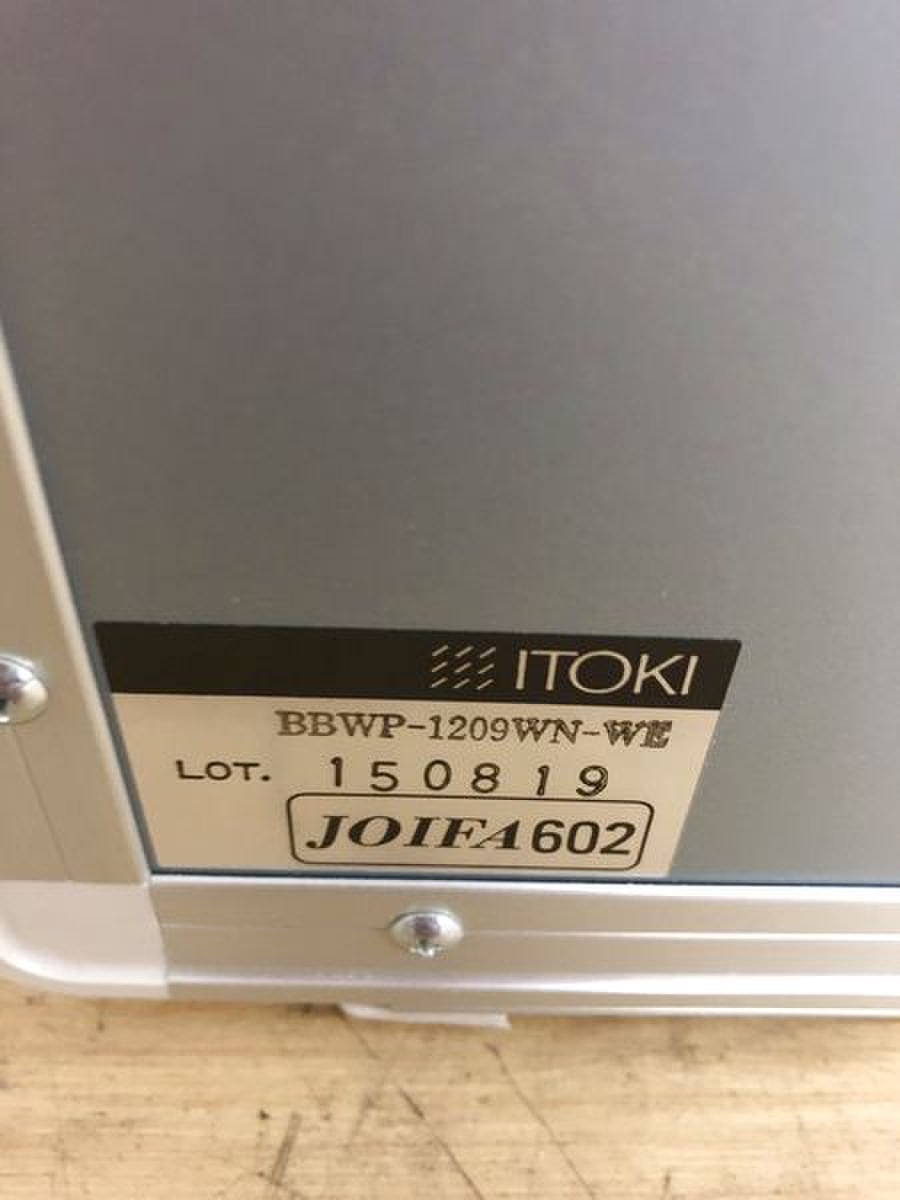 ITOKI
BBWP-1209WN-WE
LOT. 150819
JOIFA602